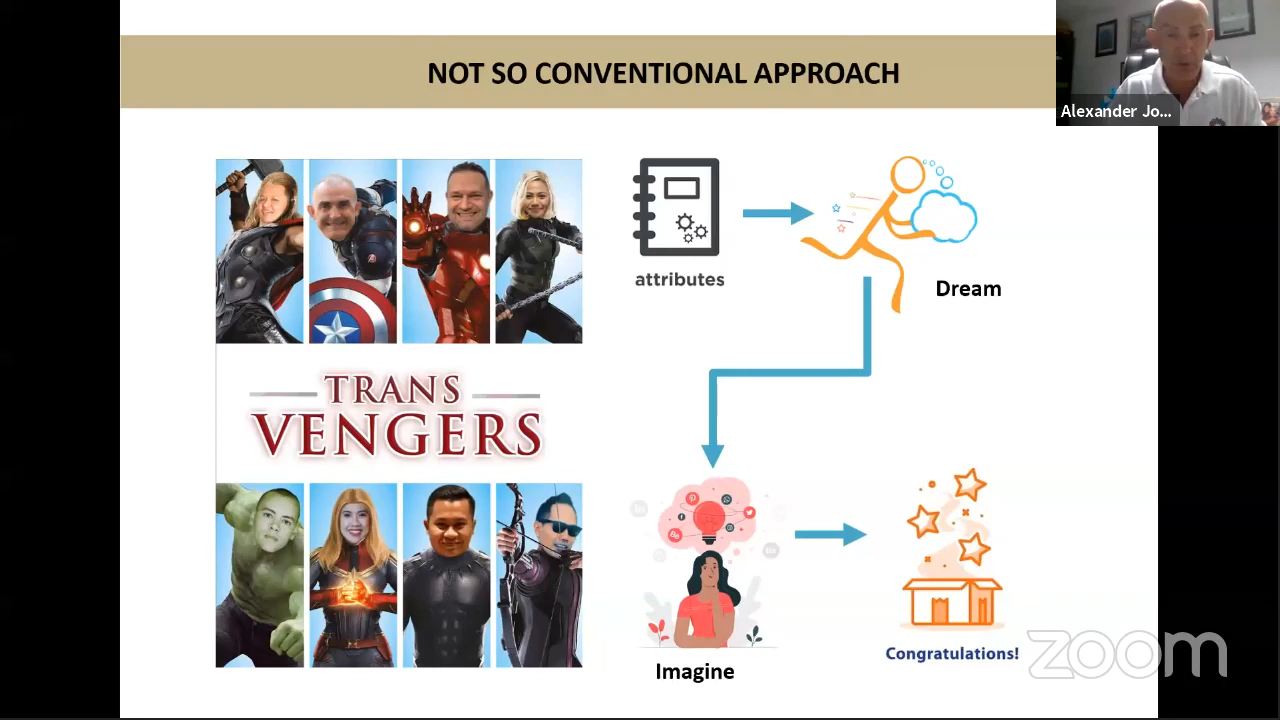 NOT SO CONVENTIONAL APPROACH
Alexander Jo...
attributes
Dream
TRANS
VENGERS
Imagine
Congratulations!
zoom